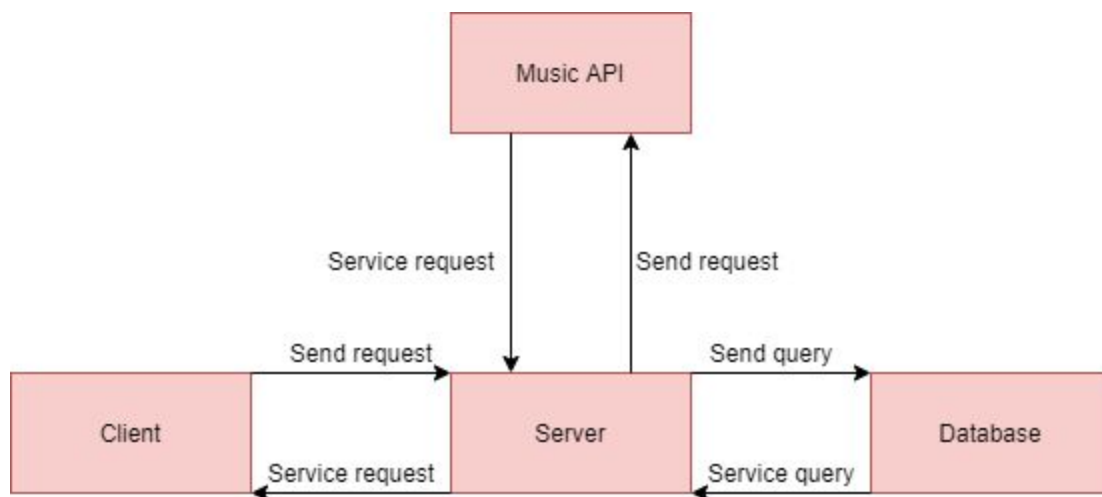 Music API
Service request
Send request
Send request
Send query
Client
Server
Database
Service request
Service query